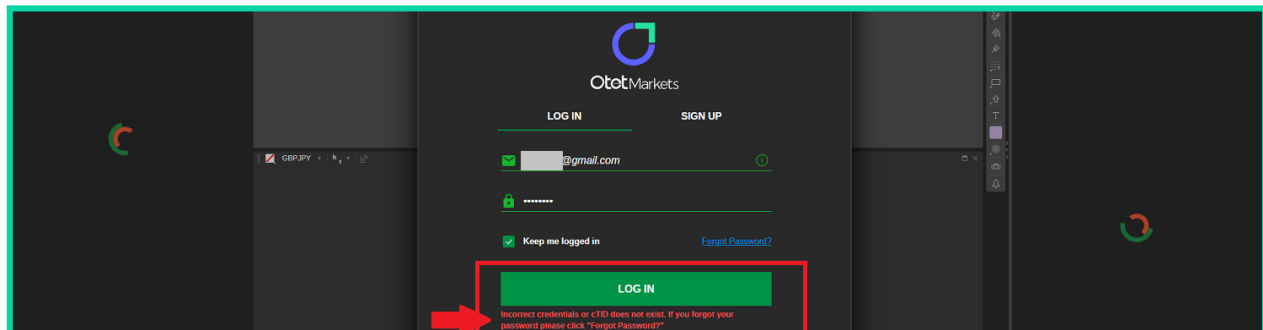 OtetMarkets
LOG IN SIGN UP
@gmail.com
••••••••
Keep me logged in Forgot Password?
LOG IN
Incorrect credentials or cTID does not exist. If you forgot your
password please click "Forgot Password?"
GBPJPY h1
T